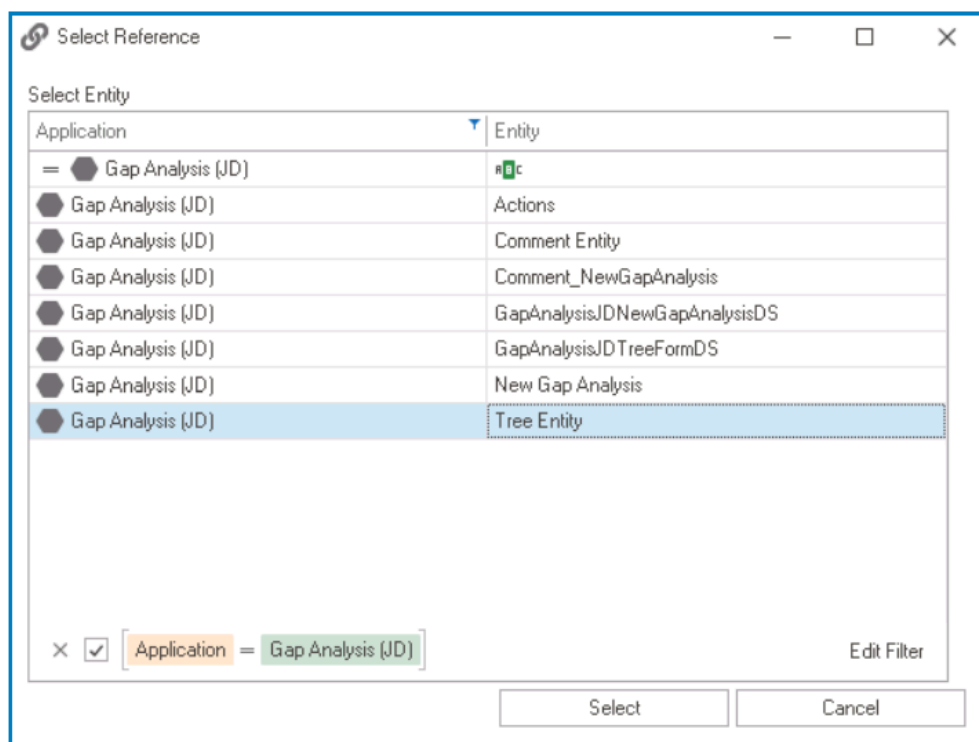 Select Reference
Select Entity
Application Entity
= Gap Analysis (JD) ABC
Gap Analysis (JD) Actions
Gap Analysis (JD) Comment Entity
Gap Analysis (JD) Comment_NewGapAnalysis
Gap Analysis (JD) GapAnalysisJDNewGapAnalysisDS
Gap Analysis (JD) GapAnalysisJDTreeFormDS
Gap Analysis (JD) New Gap Analysis
Gap Analysis (JD) Tree Entity
[Application = Gap Analysis (JD)] Edit Filter
Select Cancel